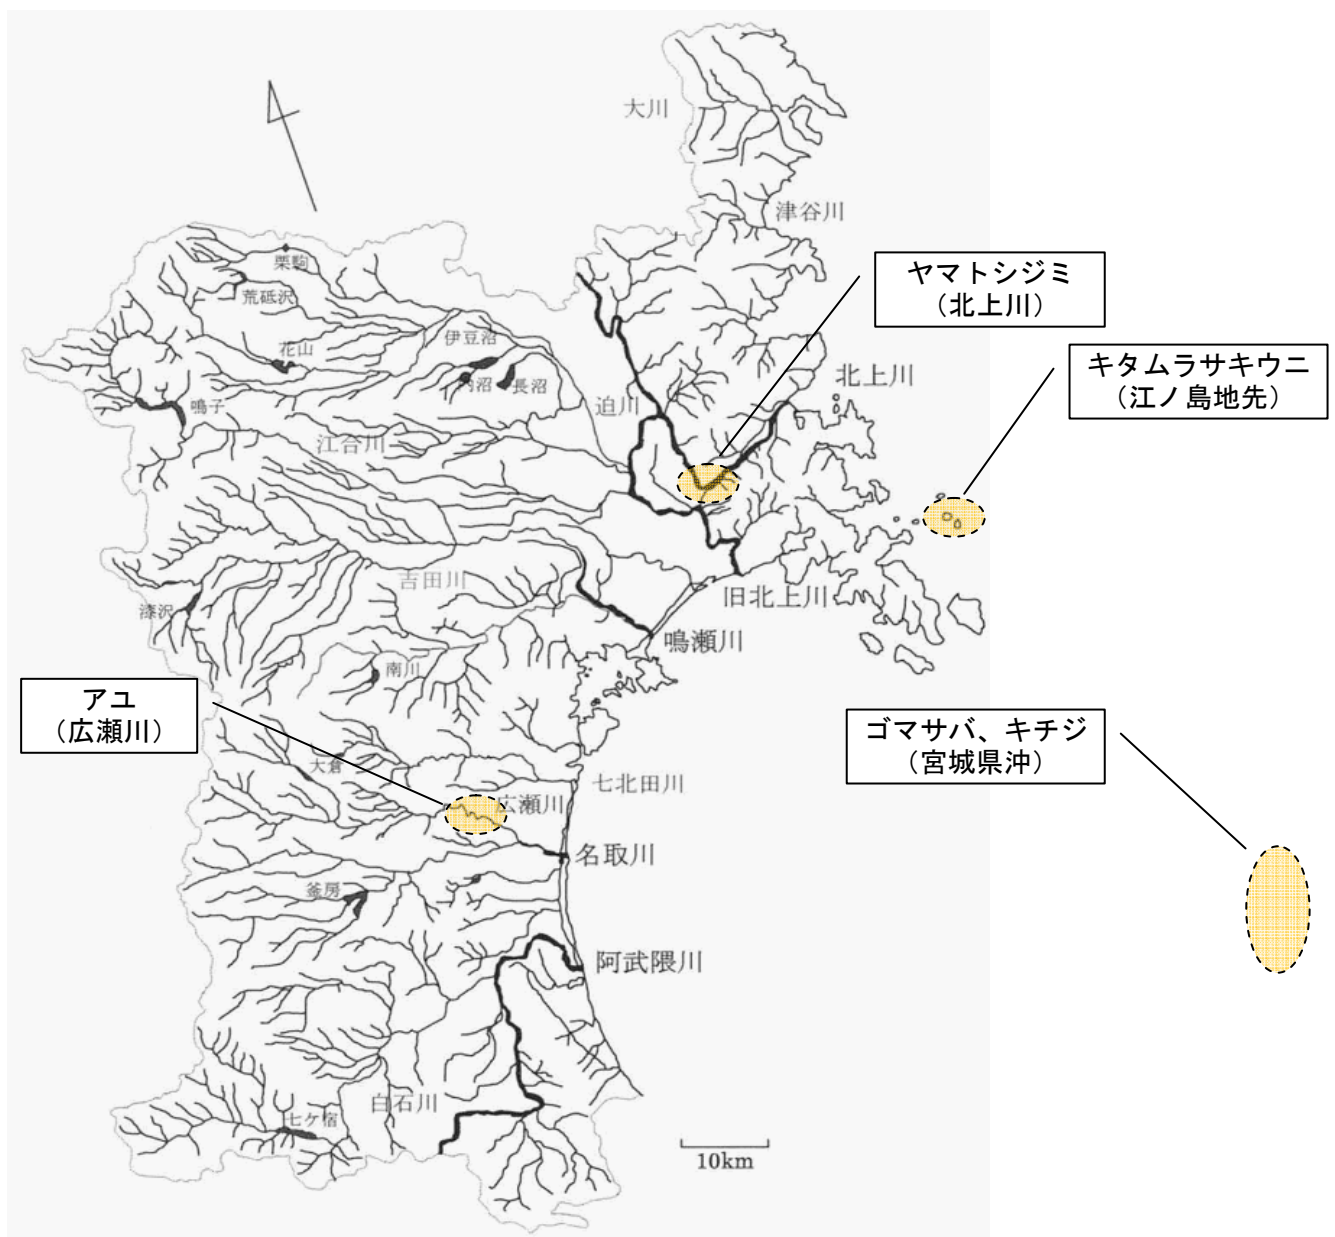 大川
津谷川
栗駒
荒砥沢
花山
伊豆沼
内沼
長沼
鳴子
江合川
迫川
ヤマトシジミ
（北上川）
北上川
キタムラサキウニ
（江ノ島地先）
吉田川
漆沢
旧北上川
鳴瀬川
南川
アユ
（広瀬川）
大倉
七北田川
広瀬川
名取川
ゴマサバ、キチジ
（宮城県沖）
釜房
阿武隈川
白石川
七ケ宿
10km